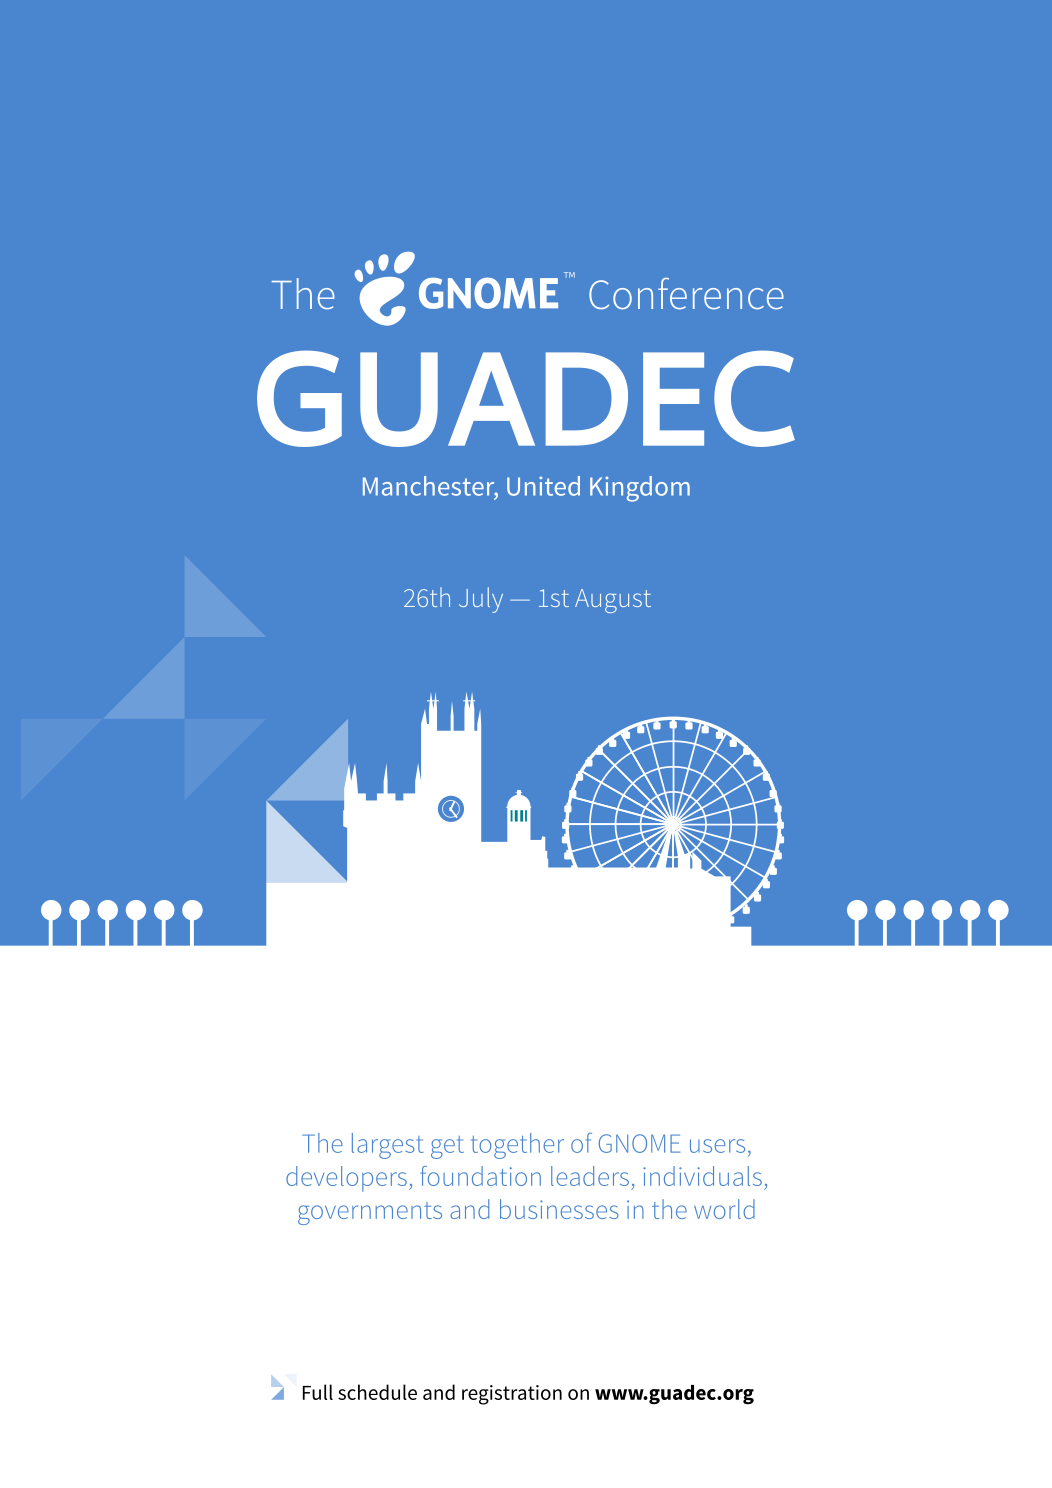 The GNOME™ Conference
GUADEC
Manchester, United Kingdom
26th July — 1st August
The largest get together of GNOME users,
developers, foundation leaders, individuals,
governments and businesses in the world
Full schedule and registration on www.guadec.org